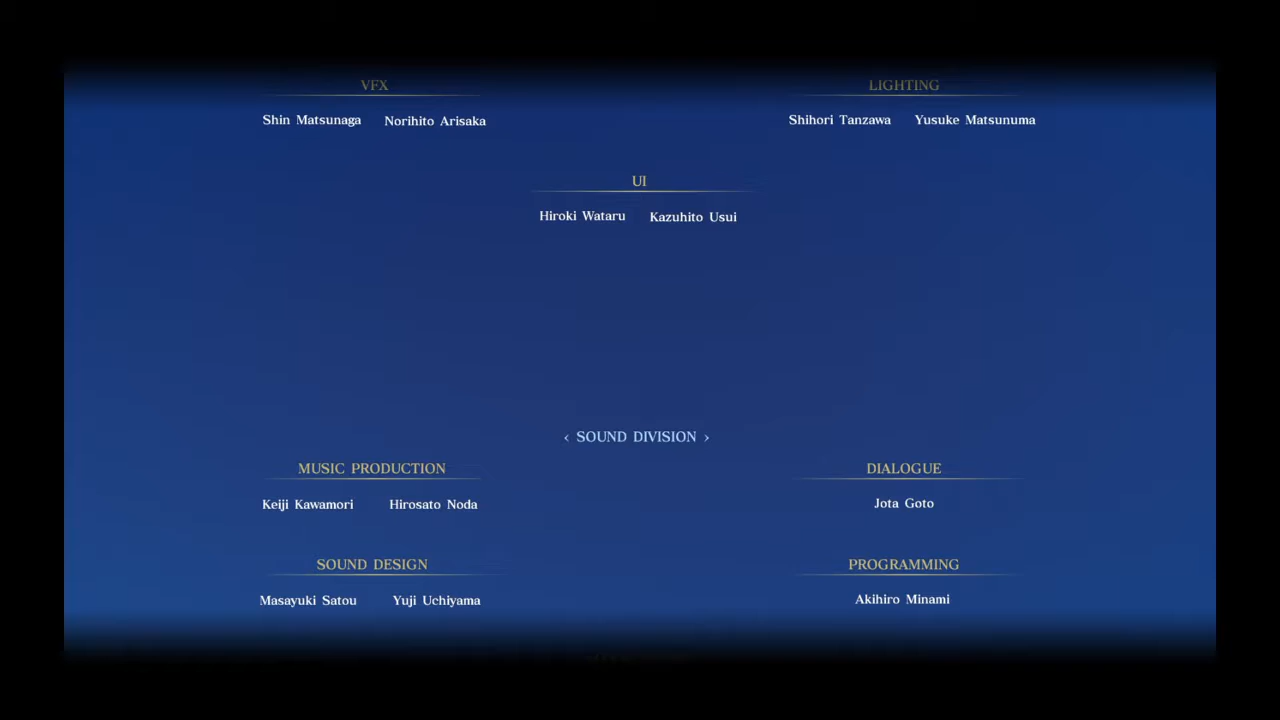 VFX
LIGHTING
Shin Matsunaga Norihito Arisaka
Shihori Tanzawa Yusuke Matsunuma
UI
Hiroki Wataru Kazuhito Usui
‹ SOUND DIVISION ›
MUSIC PRODUCTION
DIALOGUE
Keiji Kawamori Hirosato Noda
Jota Goto
SOUND DESIGN
PROGRAMMING
Masayuki Satou Yuji Uchiyama
Akihiro Minami